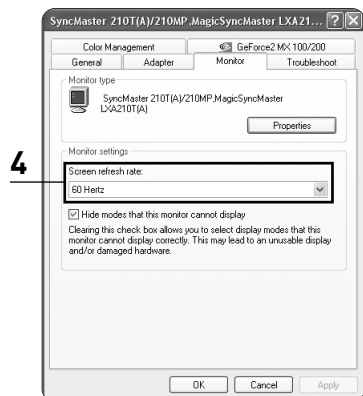 SyncMaster 210T(A)/210MP,MagicSyncMaster LXA21...
Color Management
GeForce2 MX 100/200
General
Adapter
Monitor
Troubleshoot
Monitor type
SyncMaster 210T(A)/210MP,MagicSyncMaster
LXA210T(A)
Properties
Monitor settings
4
Screen refresh rate:
60 Hertz
Hide modes that this monitor cannot display
Clearing this check box allows you to select display modes that this
monitor cannot display correctly. This may lead to an unusable display
and/or damaged hardware.
OK
Cancel
Apply